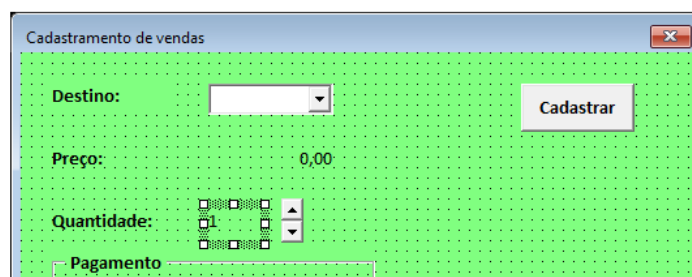 Cadastramento de vendas
Destino:
Cadastrar
Preço: 0,00
Quantidade: 1
Pagamento